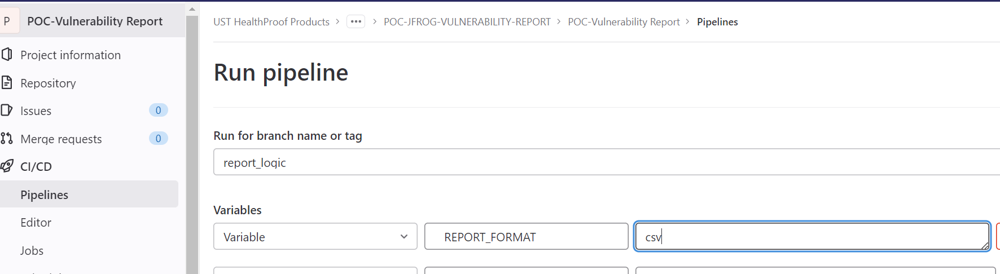 P POC-Vulnerability Report
Project information
Repository
Issues 0
Merge requests 0
CI/CD
Pipelines
Editor
Jobs
UST HealthProof Products > ••• > POC-JFROG-VULNERABILITY-REPORT > POC-Vulnerability Report > Pipelines
Run pipeline
Run for branch name or tag
report_logic
Variables
Variable REPORT_FORMAT csv